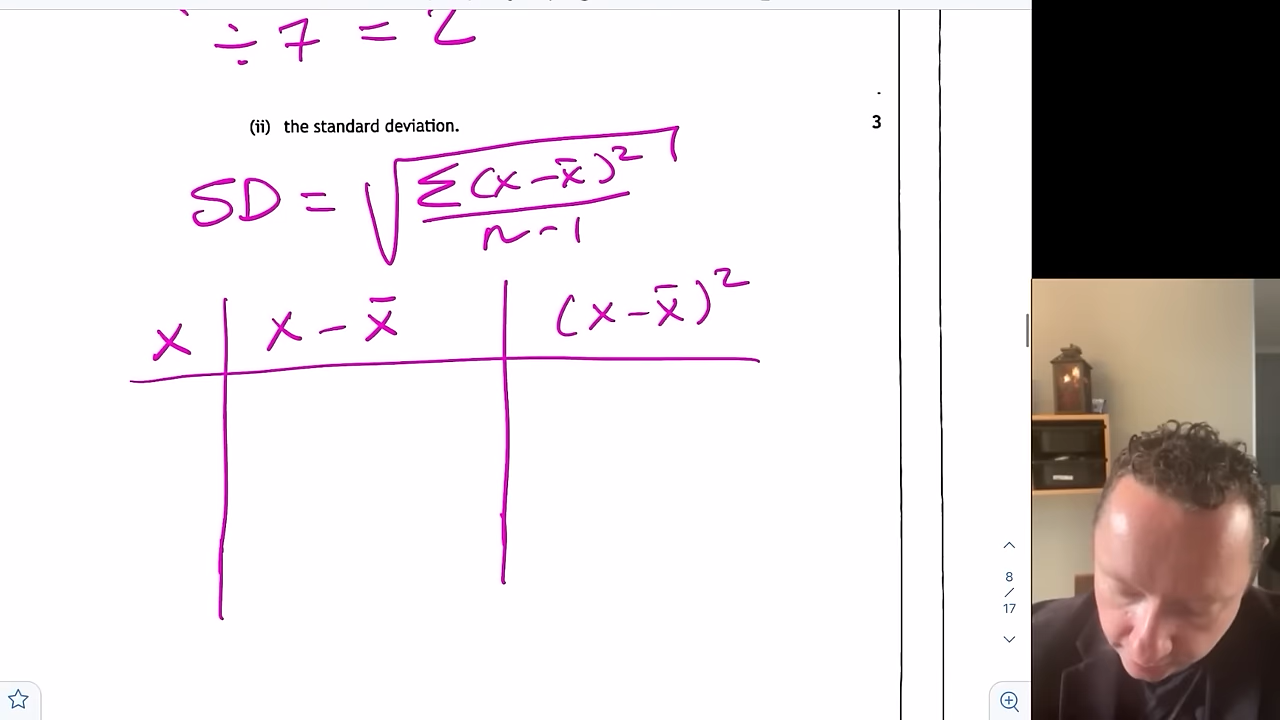 ÷ 7 = 2
(ii) the standard deviation.
3
SD = √ Σ(x - x̄)²
n - 1
x | x - x̄ | (x - x̄)²
8
/
17